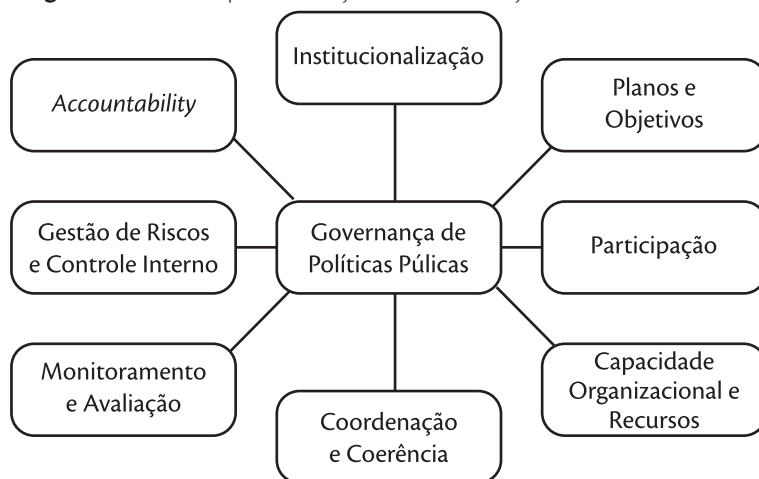 Institucionalização
Accountability
Planos e
Objetivos
Gestão de Riscos
e Controle Interno
Governança de
Políticas Púlicas
Participação
Monitoramento
e Avaliação
Coordenação
e Coerência
Capacidade
Organizacional e
Recursos